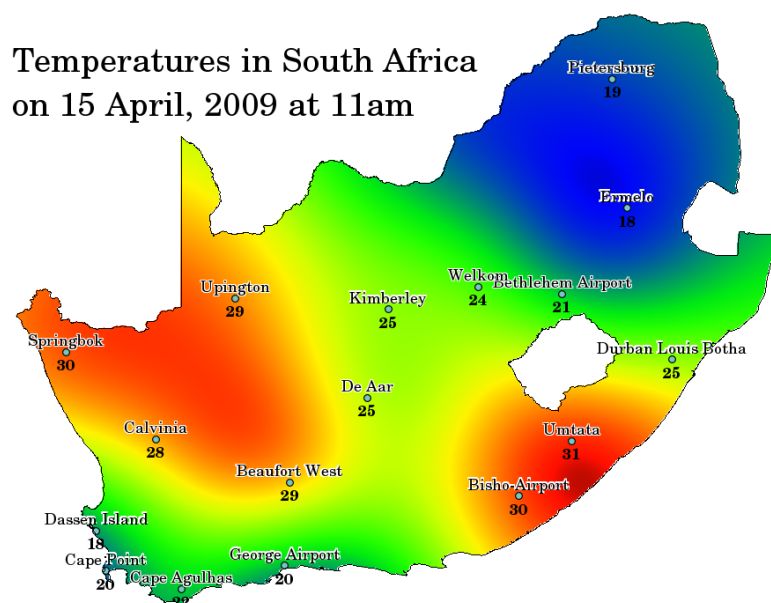 Temperatures in South Africa
on 15 April, 2009 at 11am
Pietersburg
19
Ermelo
18
Upington
29
Kimberley
25
Welkom
24
Bethlehem Airport
21
Springbok
30
Durban Louis Botha
25
De Aar
25
Calvinia
28
Umtata
31
Beaufort West
29
Bisho-Airport
30
Dassen Island
18
Cape Point
20
George Airport
20
Cape Agulhas